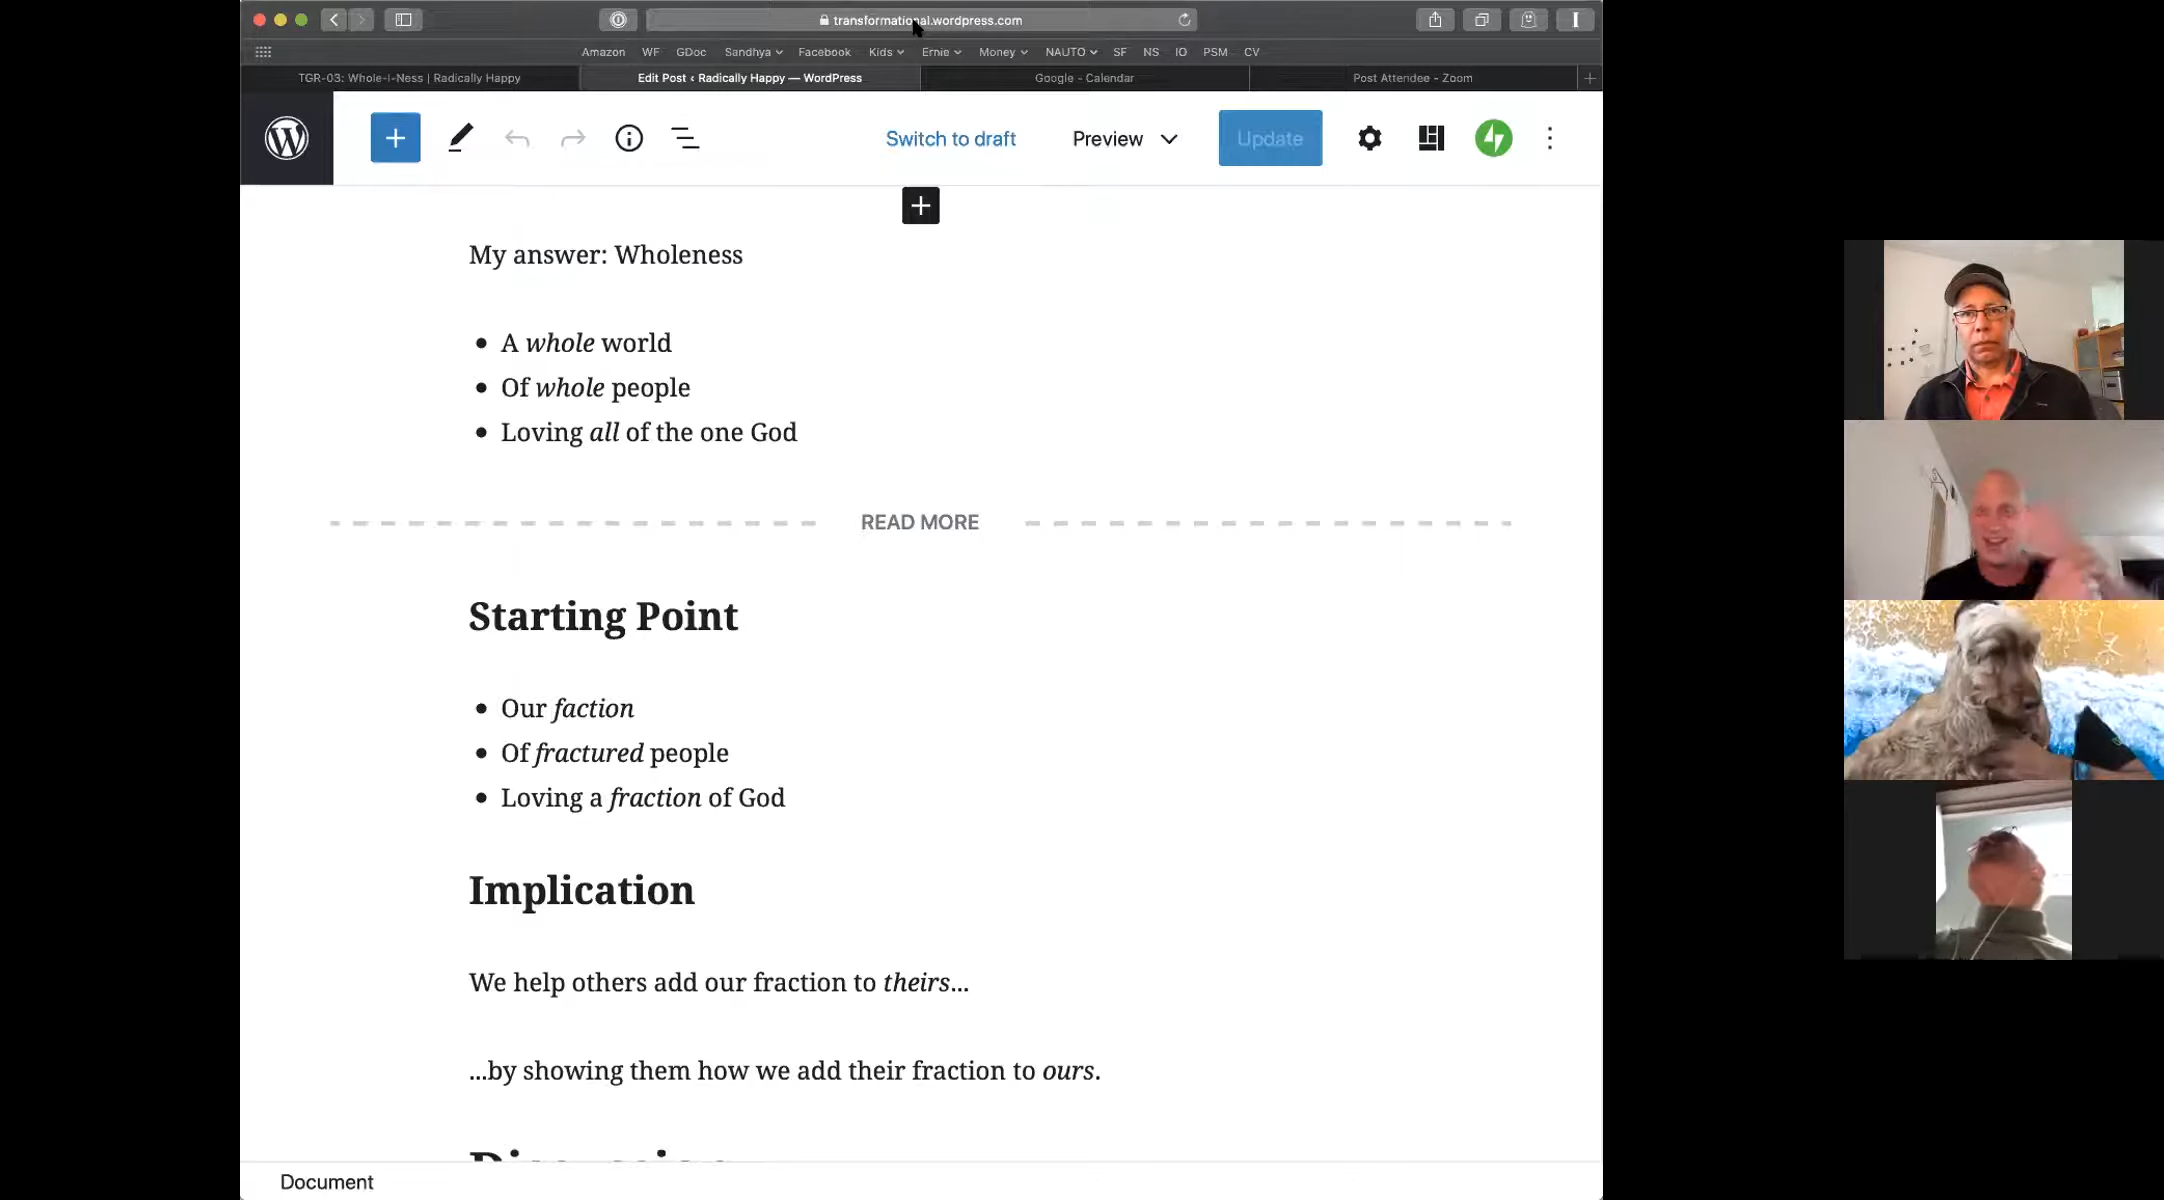 transformational.wordpress.com
Amazon WF GDoc Sandhya Facebook Kids Ernie Money NAUTO SF NS IO PSM CV
TGR-03: Whole-I-Ness | Radically Happy
Edit Post ‹ Radically Happy — WordPress
Google - Calendar
Post Attendee - Zoom
Switch to draft
Preview
Update
My answer: Wholeness
A whole world
Of whole people
Loving all of the one God
READ MORE
Starting Point
Our faction
Of fractured people
Loving a fraction of God
Implication
We help others add our fraction to theirs...
...by showing them how we add their fraction to ours.
Document